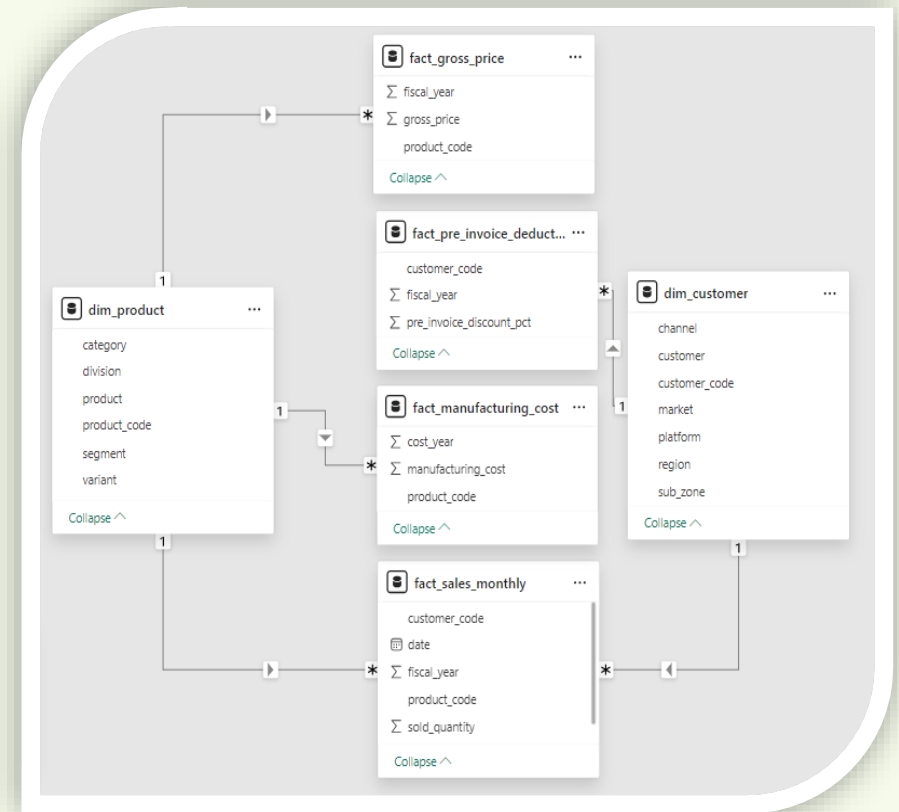 fact_gross_price
Σ fiscal_year
Σ gross_price
product_code
Collapse
fact_pre_invoice_deduct...
customer_code
Σ fiscal_year
Σ pre_invoice_discount_pct
Collapse
dim_product
category
division
product
product_code
segment
variant
Collapse
fact_manufacturing_cost
Σ cost_year
Σ manufacturing_cost
product_code
Collapse
dim_customer
channel
customer
customer_code
market
platform
region
sub_zone
Collapse
fact_sales_monthly
customer_code
date
Σ fiscal_year
product_code
Σ sold_quantity
Collapse
1
*
1
*
1
*
1
*
1
*